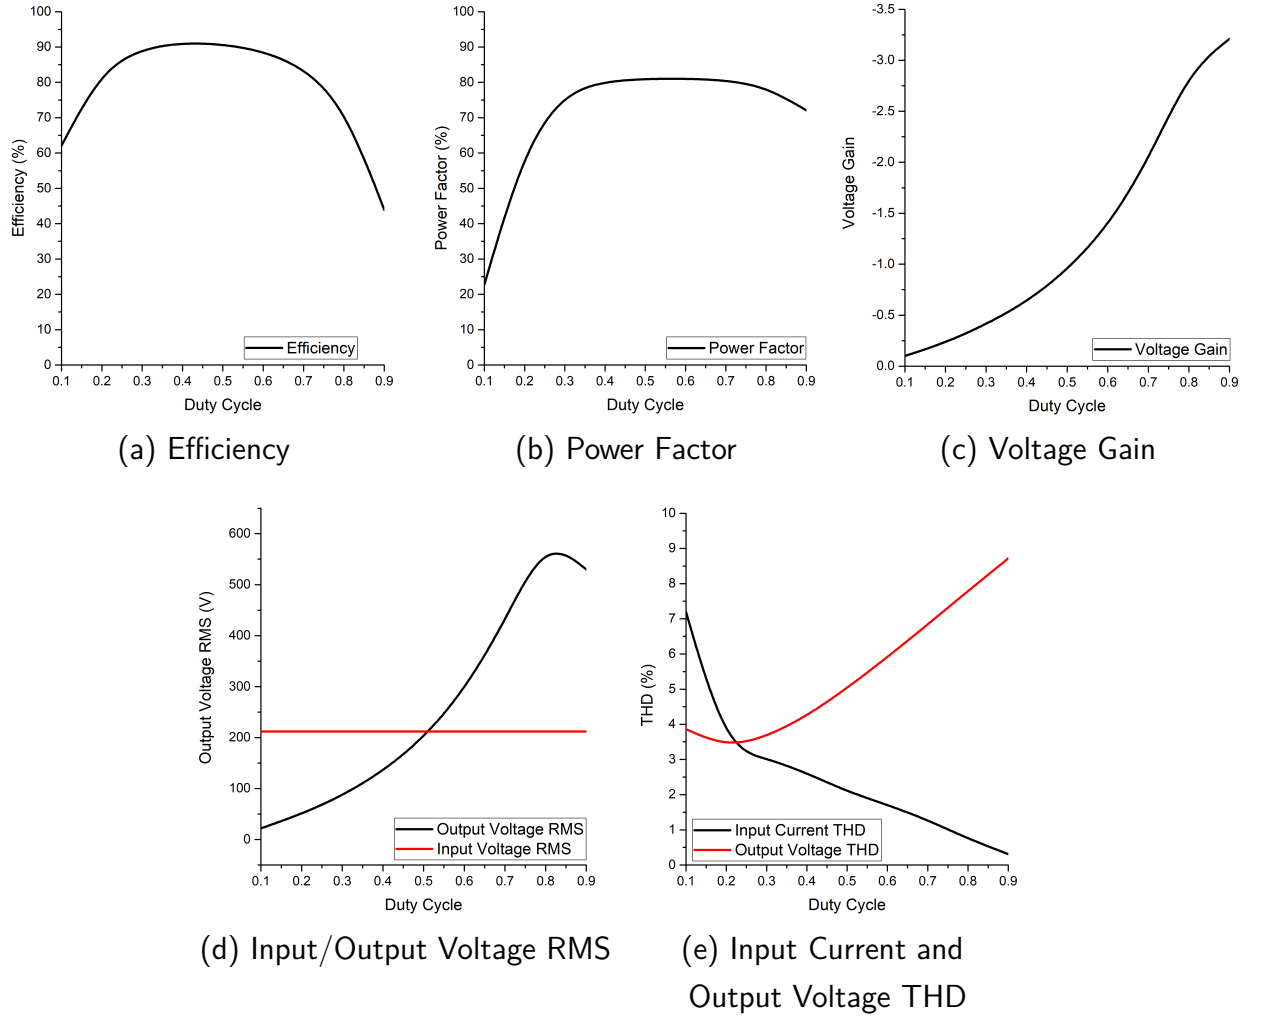 100
90
80
70
60
50
40
30
20
10
0
Efficiency (%)
Efficiency
0.1 0.2 0.3 0.4 0.5 0.6 0.7 0.8 0.9
Duty Cycle
(a) Efficiency
100
90
80
70
60
50
40
30
20
10
0
Power Factor (%)
Power Factor
0.1 0.2 0.3 0.4 0.5 0.6 0.7 0.8 0.9
Duty Cycle
(b) Power Factor
-3.5
-3.0
-2.5
-2.0
-1.5
-1.0
-0.5
0.0
Voltage Gain
Voltage Gain
0.1 0.2 0.3 0.4 0.5 0.6 0.7 0.8 0.9
Duty Cycle
(c) Voltage Gain
600
500
400
300
200
100
0
Output Voltage RMS (V)
Output Voltage RMS
Input Voltage RMS
0.1 0.2 0.3 0.4 0.5 0.6 0.7 0.8 0.9
Duty Cycle
(d) Input/Output Voltage RMS
10
9
8
7
6
5
4
3
2
1
0
THD (%)
Input Current THD
Output Voltage THD
0.1 0.2 0.3 0.4 0.5 0.6 0.7 0.8 0.9
Duty Cycle
(e) Input Current and
Output Voltage THD